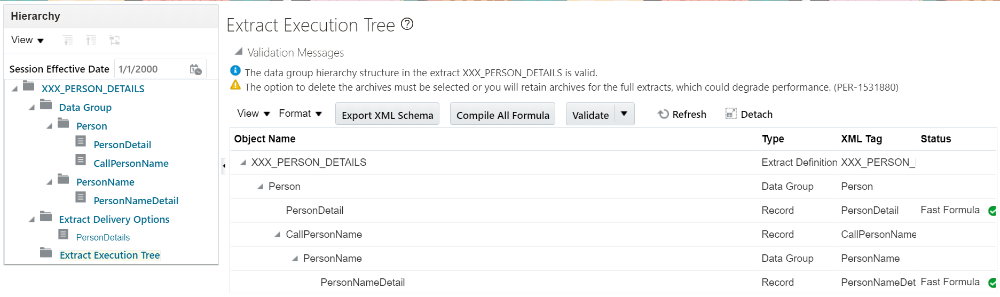 Hierarchy
View
Session Effective Date 1/1/2000
XXX_PERSON_DETAILS
Data Group
Person
PersonDetail
CallPersonName
PersonName
PersonNameDetail
Extract Delivery Options
PersonDetails
Extract Execution Tree
Extract Execution Tree ?
Validation Messages
The data group hierarchy structure in the extract XXX_PERSON_DETAILS is valid.
The option to delete the archives must be selected or you will retain archives for the full extracts, which could degrade performance. (PER-1531880)
View Format Export XML Schema Compile All Formula Validate Refresh Detach
Object Name Type XML Tag Status
XXX_PERSON_DETAILS Extract Definition XXX_PERSON_
Person Data Group Person
PersonDetail Record PersonDetail Fast Formula
CallPersonName Record CallPersonName
PersonName Data Group PersonName
PersonNameDetail Record PersonNameDet Fast Formula